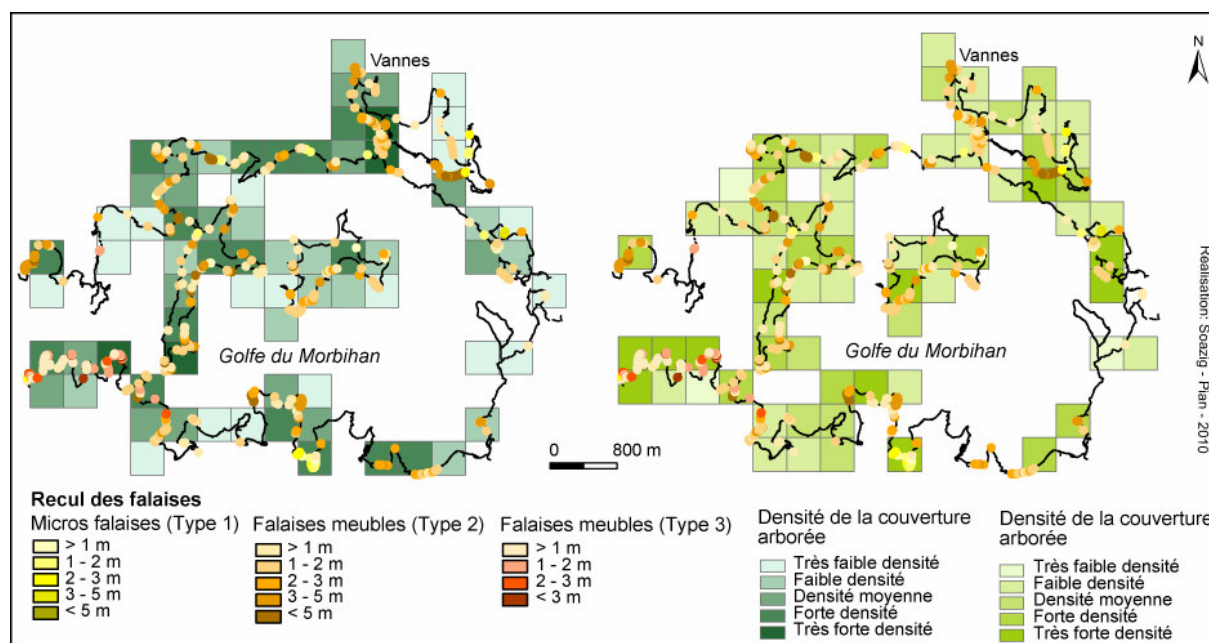 Vannes
Vannes
N
Golfe du Morbihan
Golfe du Morbihan
0 800 m
Réalisation: Soazig - Pian - 2010
Recul des falaises
Micros falaises (Type 1)
> 1 m
1 - 2 m
2 - 3 m
3 - 5 m
< 5 m
Falaises meubles (Type 2)
> 1 m
1 - 2 m
2 - 3 m
3 - 5 m
< 5 m
Falaises meubles (Type 3)
> 1 m
1 - 2 m
2 - 3 m
< 3 m
Densité de la couverture
arborée
Très faible densité
Faible densité
Densité moyenne
Forte densité
Très forte densité
Densité de la couverture
arborée
Très faible densité
Faible densité
Densité moyenne
Forte densité
Très forte densité